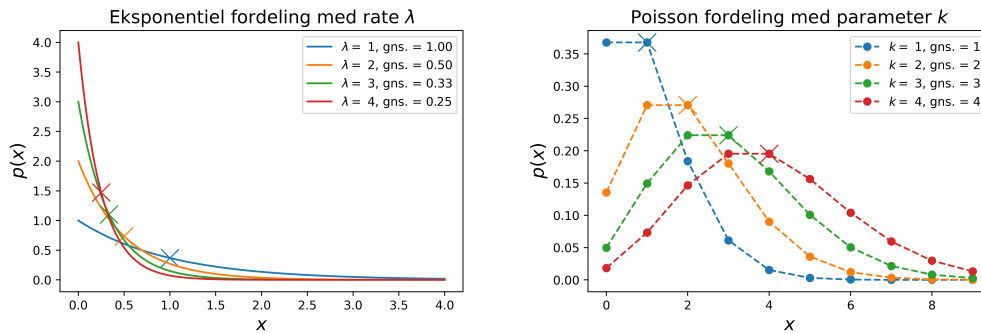 Eksponentiel fordeling med rate λ
4.0
3.5
3.0
2.5
2.0
1.5
1.0
0.5
0.0
p(x)
λ = 1, gns. = 1.00
λ = 2, gns. = 0.50
λ = 3, gns. = 0.33
λ = 4, gns. = 0.25
0.0 0.5 1.0 1.5 2.0 2.5 3.0 3.5 4.0
x
Poisson fordeling med parameter k
0.35
0.30
0.25
0.20
0.15
0.10
0.05
0.00
p(x)
k = 1, gns. = 1
k = 2, gns. = 2
k = 3, gns. = 3
k = 4, gns. = 4
0 2 4 6 8
x